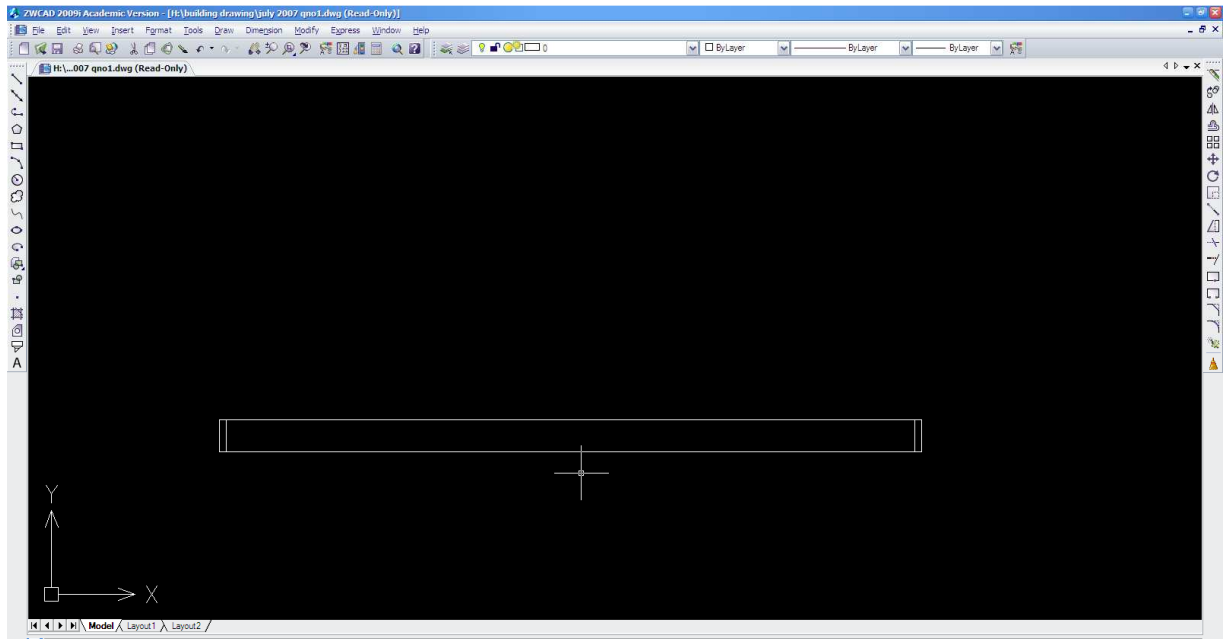 ZWCAD 2009i Academic Version - [H:\building drawing\july 2007 qno1.dwg (Read-Only)]
File Edit View Insert Format Tools Draw Dimension Modify Express Window Help
0 ByLayer ByLayer ByLayer
H:\...007 qno1.dwg (Read-Only)
A
Y
X
Model Layout1 Layout2